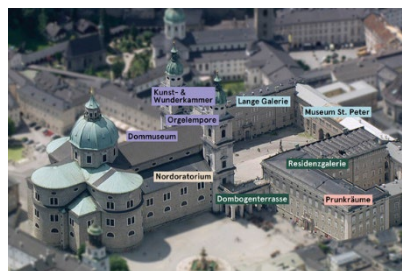 Kunst- &
Wunderkammer
Lange Galerie
Museum St. Peter
Orgelempore
Dommuseum
Residenzgalerie
Nordoratorium
Dombogenterrasse
Prunkräume